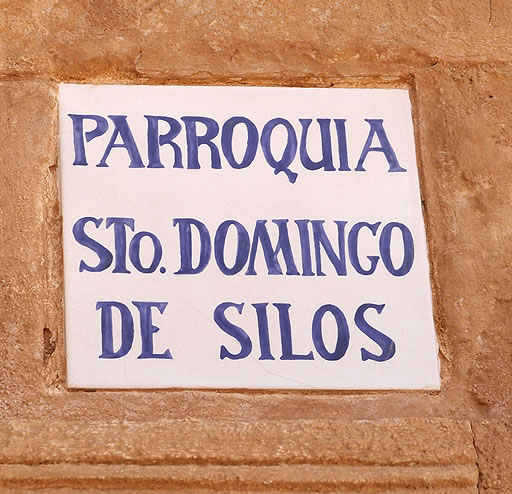 PARROQUIA
STO. DOMINGO
DE SILOS